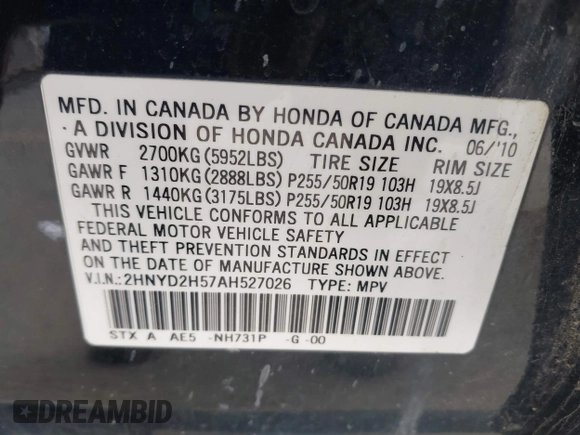 MFD. IN CANADA BY HONDA OF CANADA MFG.,
A DIVISION OF HONDA CANADA INC. 06/'10
GVWR 2700KG(5952LBS) TIRE SIZE RIM SIZE
GAWR F 1310KG(2888LBS) P255/50R19 103H 19X8.5J
GAWR R 1440KG(3175LBS) P255/50R19 103H 19X8.5J
THIS VEHICLE CONFORMS TO ALL APPLICABLE
FEDERAL MOTOR VEHICLE SAFETY
AND THEFT PREVENTION STANDARDS IN EFFECT
ON THE DATE OF MANUFACTURE SHOWN ABOVE.
V.I.N.:2HNYD2H57AH527026 TYPE: MPV
STX A AE5 -NH731P -G -00
DREAMBID